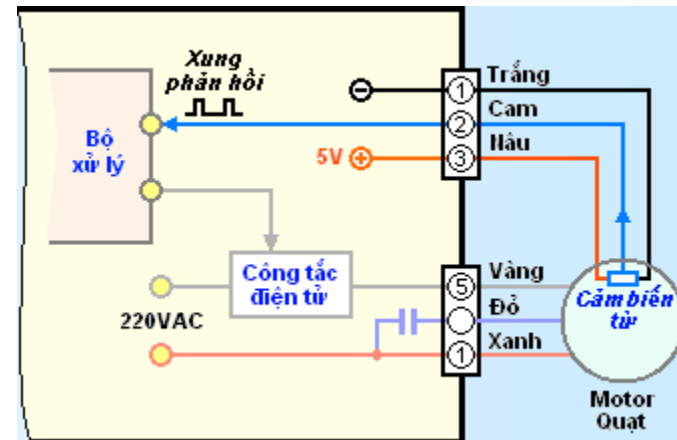 Xung
phản hồi
Bộ
xử lý
5V
1
2
3
Trắng
Cam
Nâu
Công tắc
điện tử
220VAC
5
1
Vàng
Đỏ
Xanh
Cảm biến
từ
Motor
Quạt